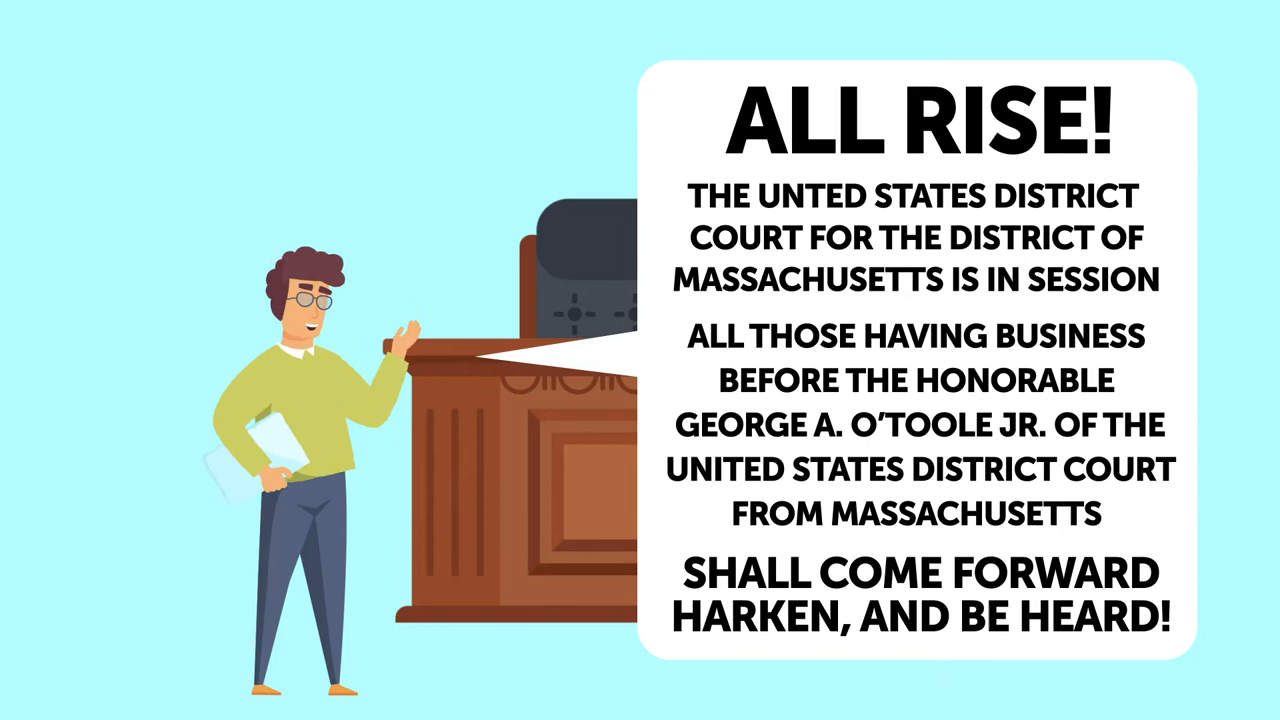 ALL RISE!
THE UNTED STATES DISTRICT
COURT FOR THE DISTRICT OF
MASSACHUSETTS IS IN SESSION
ALL THOSE HAVING BUSINESS
BEFORE THE HONORABLE
GEORGE A. O’TOOLE JR. OF THE
UNITED STATES DISTRICT COURT
FROM MASSACHUSETTS
SHALL COME FORWARD
HARKEN, AND BE HEARD!